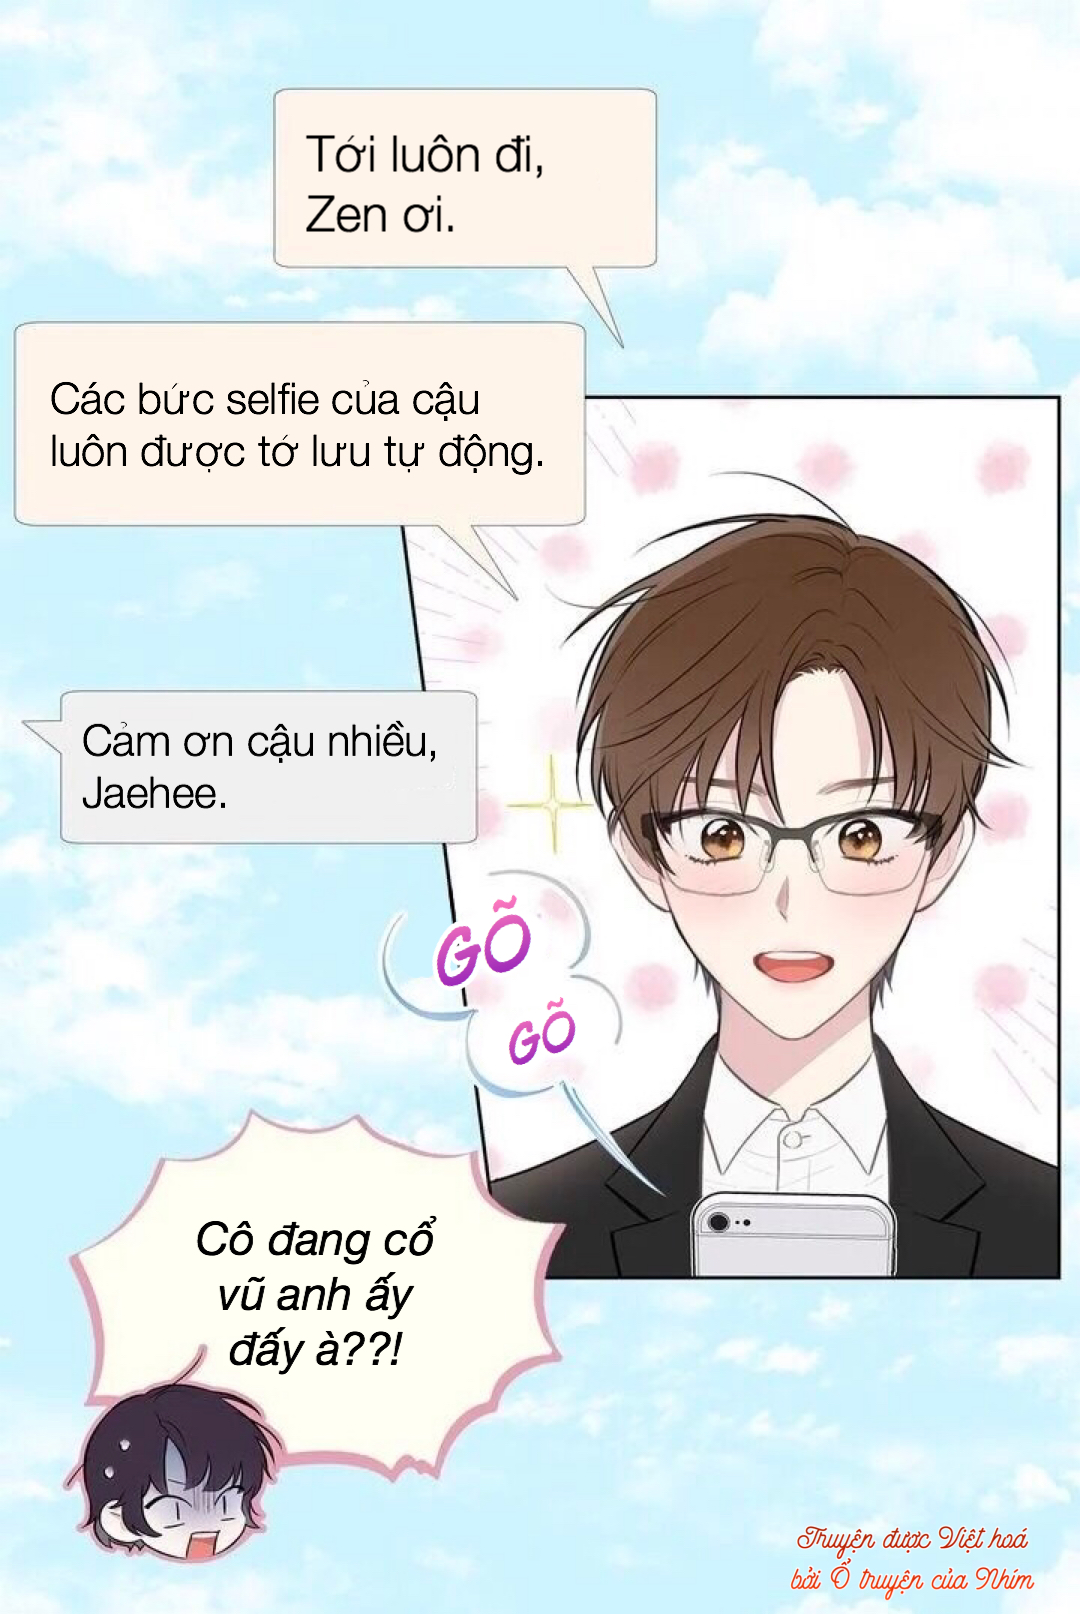 Tới luôn đi,
Zen ơi.
Các bức selfie của cậu
luôn được tớ lưu tự động.
Cảm ơn cậu nhiều,
Jaehee.
GÕ
GÕ
Cô đang cổ
vũ anh ấy
đấy à??!
Truyện được Việt hoá
bởi Ổ truyện của Nhím